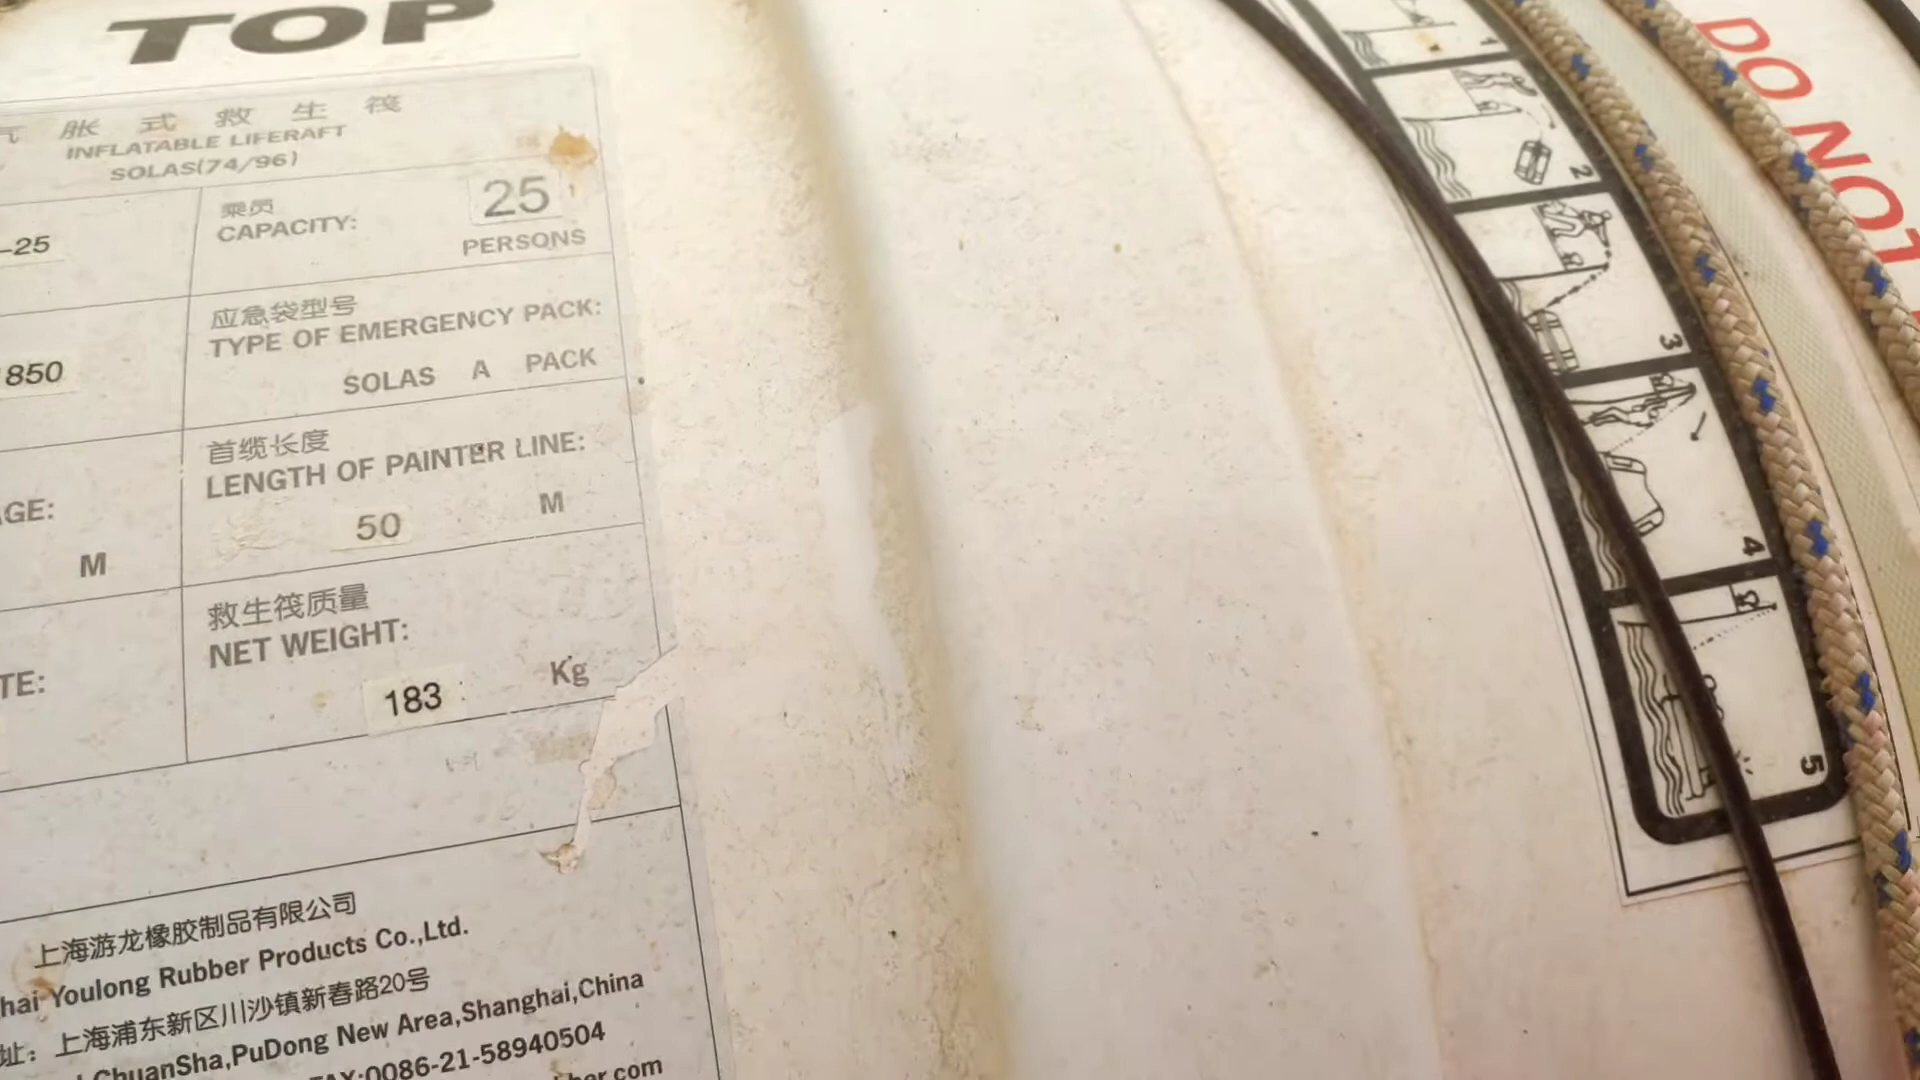 TOP
胀 式 救 生 筏
INFLATABLE LIFERAFT
SOLAS(74/96)
-25
乘员
CAPACITY:
25
PERSONS
850
应急袋型号
TYPE OF EMERGENCY PACK:
SOLAS A PACK
GE:
M
首缆长度
LENGTH OF PAINTER LINE:
50 M
TE:
救生筏质量
NET WEIGHT:
183 Kg
上海游龙橡胶制品有限公司
hai Youlong Rubber Products Co.,Ltd.
址：上海浦东新区川沙镇新春路20号
ChuanSha,PuDong New Area,Shanghai,China
FAX:0086-21-58940504
ber.com
1
2
3
4
5
DO NOT